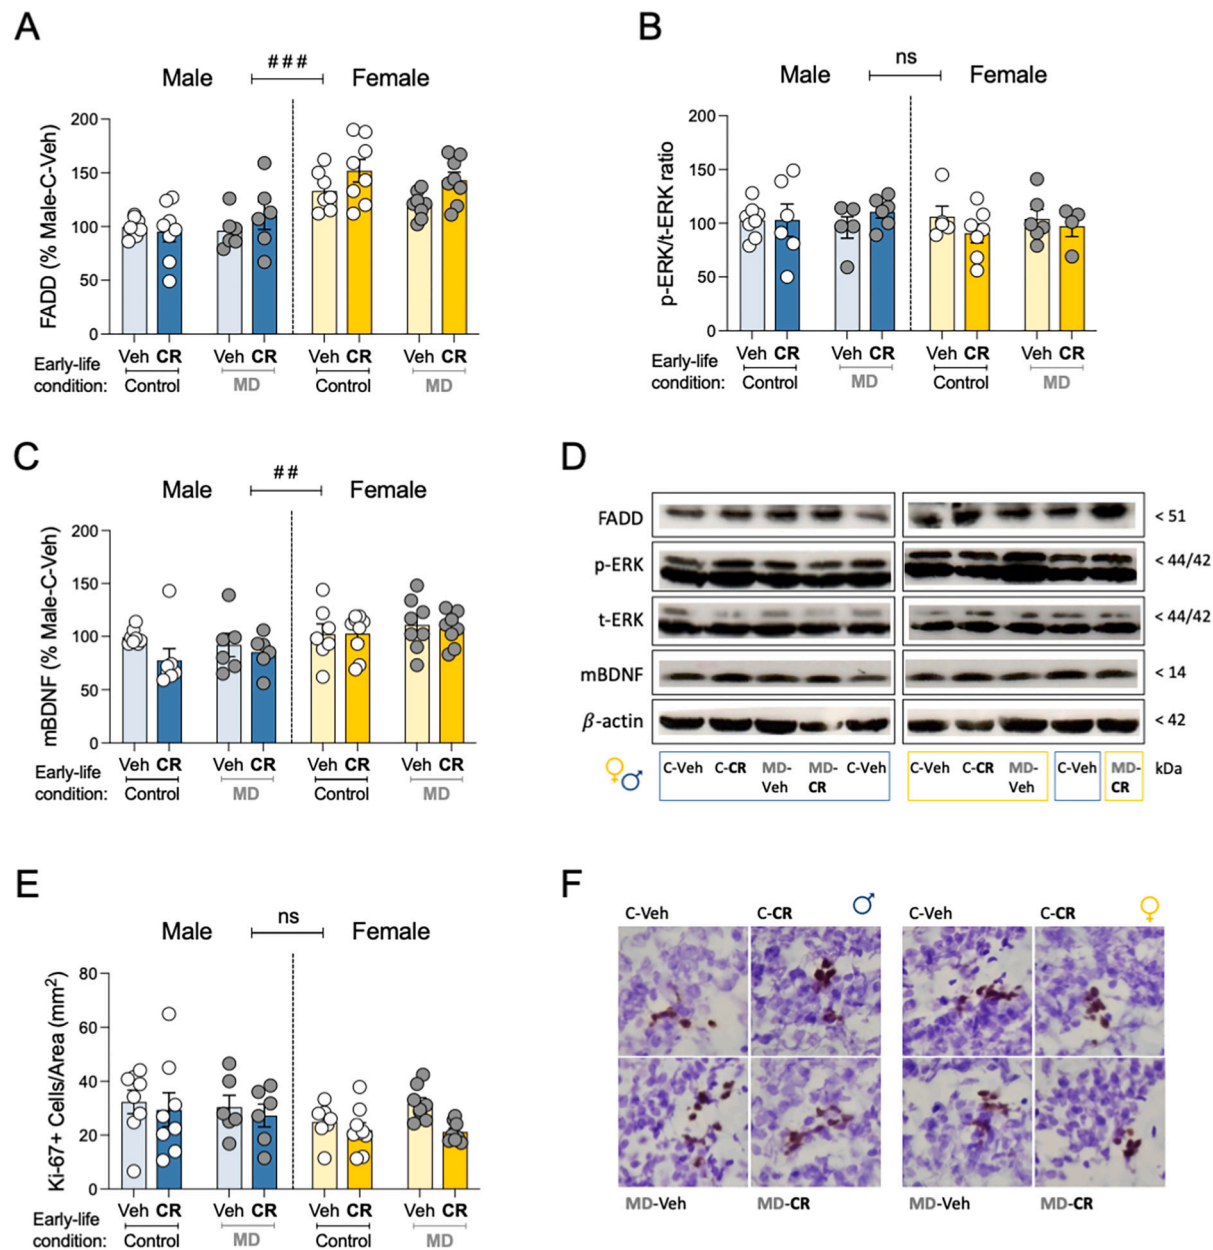 A
Male
###
Female
FADD (% Male-C-Veh)
200
150
100
50
0
Veh CR Veh CR Veh CR Veh CR
Early-life
condition:
Control MD Control MD
B
Male
ns
Female
p-ERK/t-ERK ratio
200
150
100
50
0
Veh CR Veh CR Veh CR Veh CR
Early-life
condition:
Control MD Control MD
C
Male
##
Female
mBDNF (% Male-C-Veh)
200
150
100
50
0
Veh CR Veh CR Veh CR Veh CR
Early-life
condition:
Control MD Control MD
D
FADD < 51
p-ERK < 44/42
t-ERK < 44/42
mBDNF < 14
β-actin < 42
♀♂ C-Veh C-CR MD- MD- C-Veh C-Veh C-CR MD- C-Veh MD- kDa
Veh CR Veh CR
E
Male
ns
Female
Ki-67+ Cells/Area (mm²)
80
60
40
20
0
Veh CR Veh CR Veh CR Veh CR
Early-life
condition:
Control MD Control MD
F
C-Veh C-CR ♂ C-Veh C-CR ♀
MD-Veh MD-CR MD-Veh MD-CR